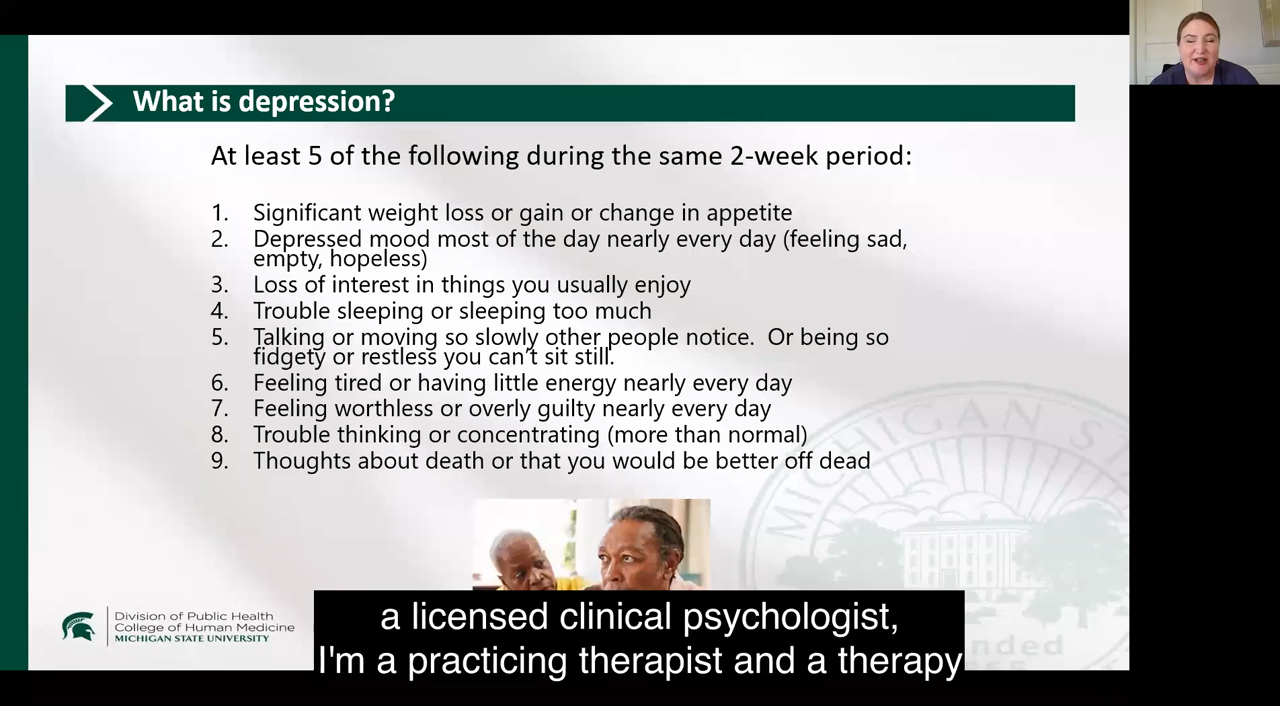 What is depression?
At least 5 of the following during the same 2-week period:
1. Significant weight loss or gain or change in appetite
2. Depressed mood most of the day nearly every day (feeling sad,
empty, hopeless)
3. Loss of interest in things you usually enjoy
4. Trouble sleeping or sleeping too much
5. Talking or moving so slowly other people notice.  Or being so
fidgety or restless you can't sit still.
6. Feeling tired or having little energy nearly every day
7. Feeling worthless or overly guilty nearly every day
8. Trouble thinking or concentrating (more than normal)
9. Thoughts about death or that you would be better off dead
MICHIGAN ST
Division of Public Health
College of Human Medicine
MICHIGAN STATE UNIVERSITY
a licensed clinical psychologist,
I'm a practicing therapist and a therapy